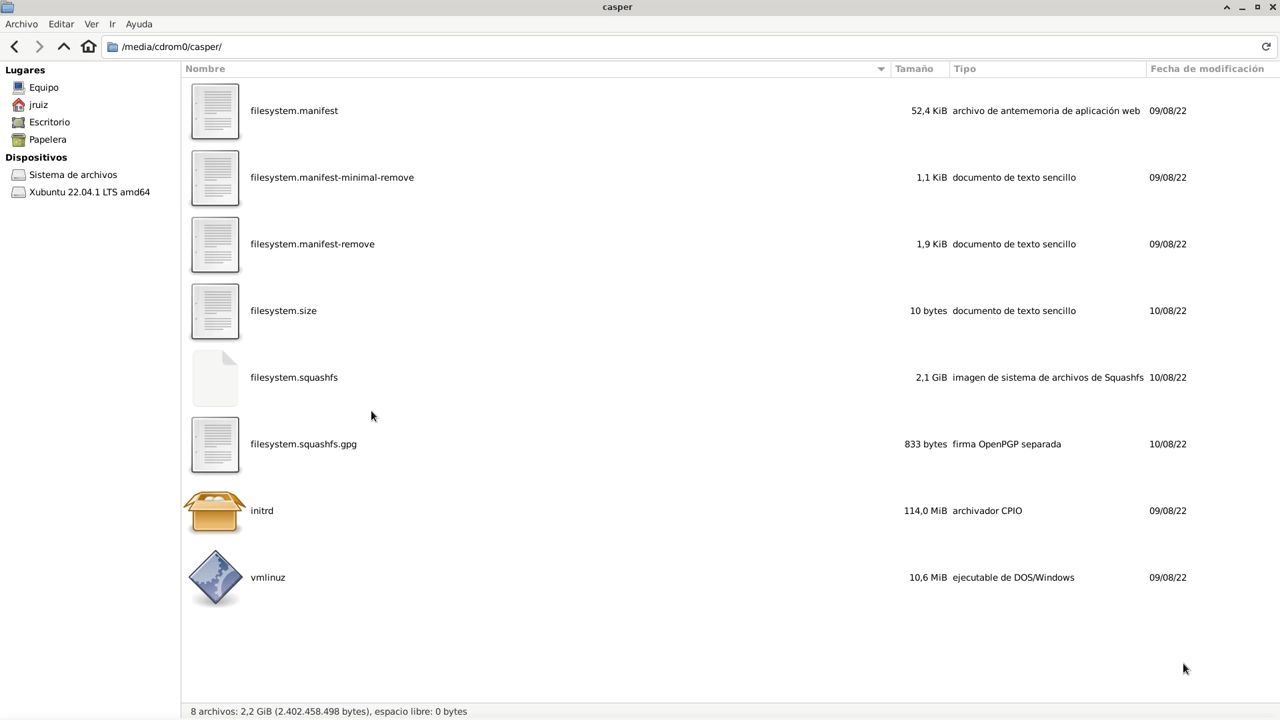 casper
Archivo Editar Ver Ir Ayuda
/media/cdrom0/casper/
Lugares
Equipo
jruiz
Escritorio
Papelera
Dispositivos
Sistema de archivos
Xubuntu 22.04.1 LTS amd64
Nombre Tamaño Tipo Fecha de modificación
filesystem.manifest 52,4 KiB archivo de antememoria de aplicación web 09/08/22
filesystem.manifest-minimal-remove 1,1 KiB documento de texto sencillo 09/08/22
filesystem.manifest-remove 1,9 KiB documento de texto sencillo 09/08/22
filesystem.size 10 bytes documento de texto sencillo 10/08/22
filesystem.squashfs 2,1 GiB imagen de sistema de archivos de Squashfs 10/08/22
filesystem.squashfs.gpg 833 bytes firma OpenPGP separada 10/08/22
initrd 114,0 MiB archivador CPIO 09/08/22
vmlinuz 10,6 MiB ejecutable de DOS/Windows 09/08/22
8 archivos: 2,2 GiB (2.402.458.498 bytes), espacio libre: 0 bytes